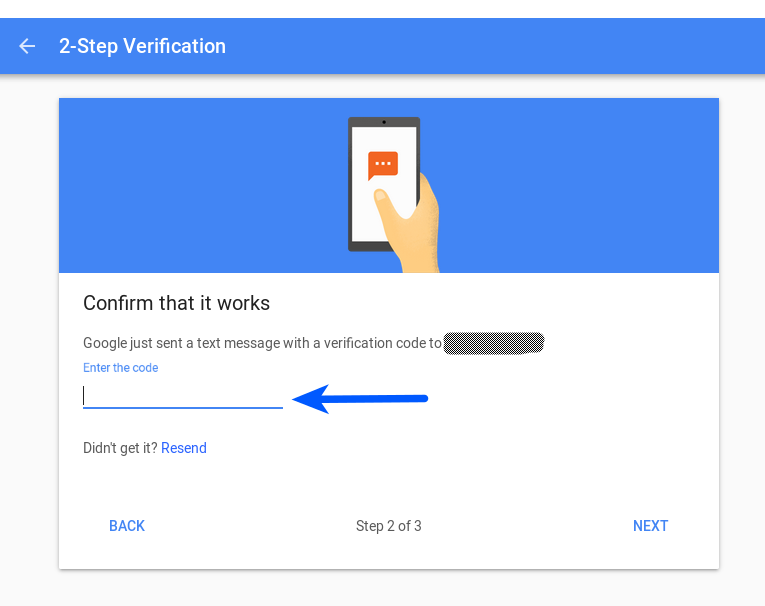 2-Step Verification
Confirm that it works
Google just sent a text message with a verification code to
Enter the code
Didn't get it? Resend
BACK Step 2 of 3 NEXT